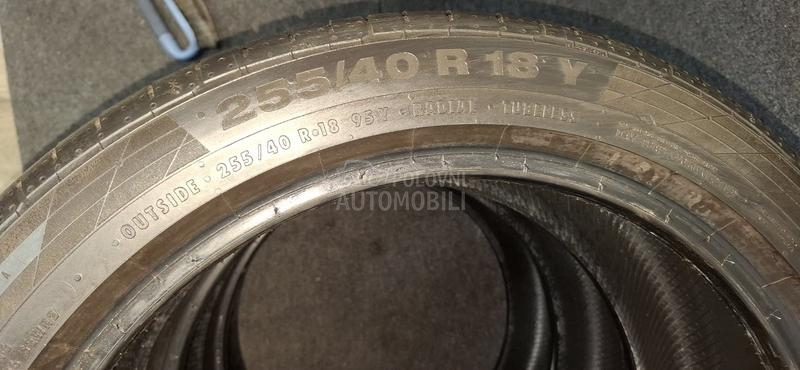 255/40 R 18 Y
OUTSIDE · 255/40 R·18 95Y · RADIAL · TUBELESS
POLOVNI
AUTOMOBILI